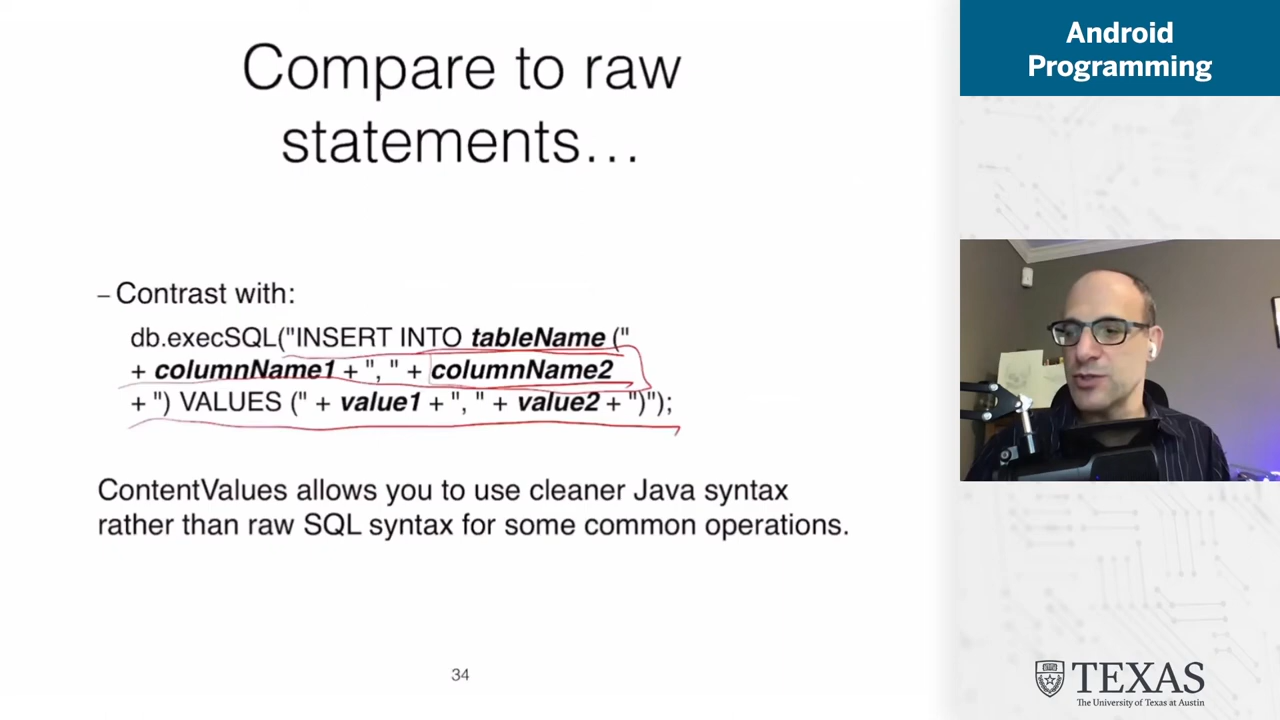 Compare to raw
statements…
– Contrast with:
db.execSQL("INSERT INTO tableName ("
+ columnName1 + ", " + columnName2
+ ") VALUES (" + value1 + ", " + value2 + ")");
ContentValues allows you to use cleaner Java syntax
rather than raw SQL syntax for some common operations.
34
Android
Programming
TEXAS
The University of Texas at Austin